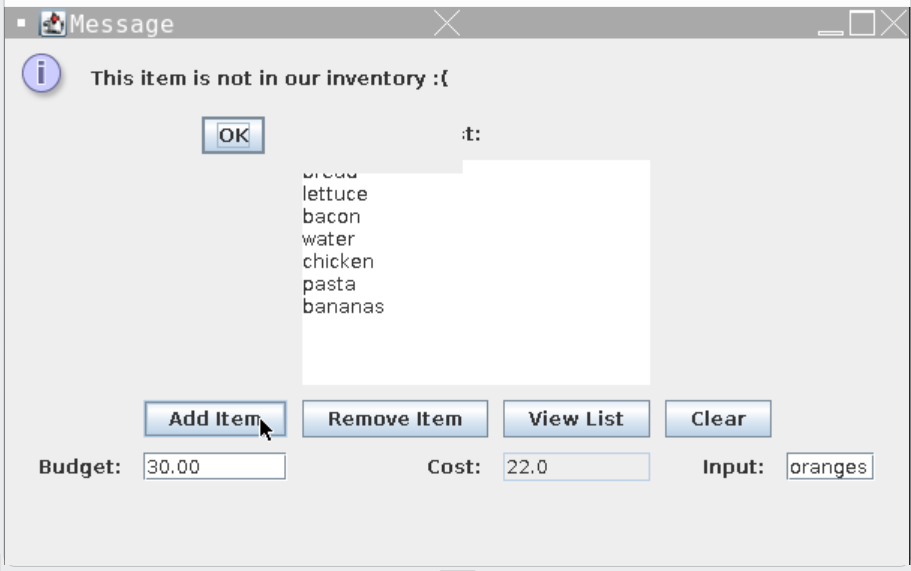 Message
This item is not in our inventory :(
OK
t:
bread
lettuce
bacon
water
chicken
pasta
bananas
Add Item Remove Item View List Clear
Budget: 30.00 Cost: 22.0 Input: oranges